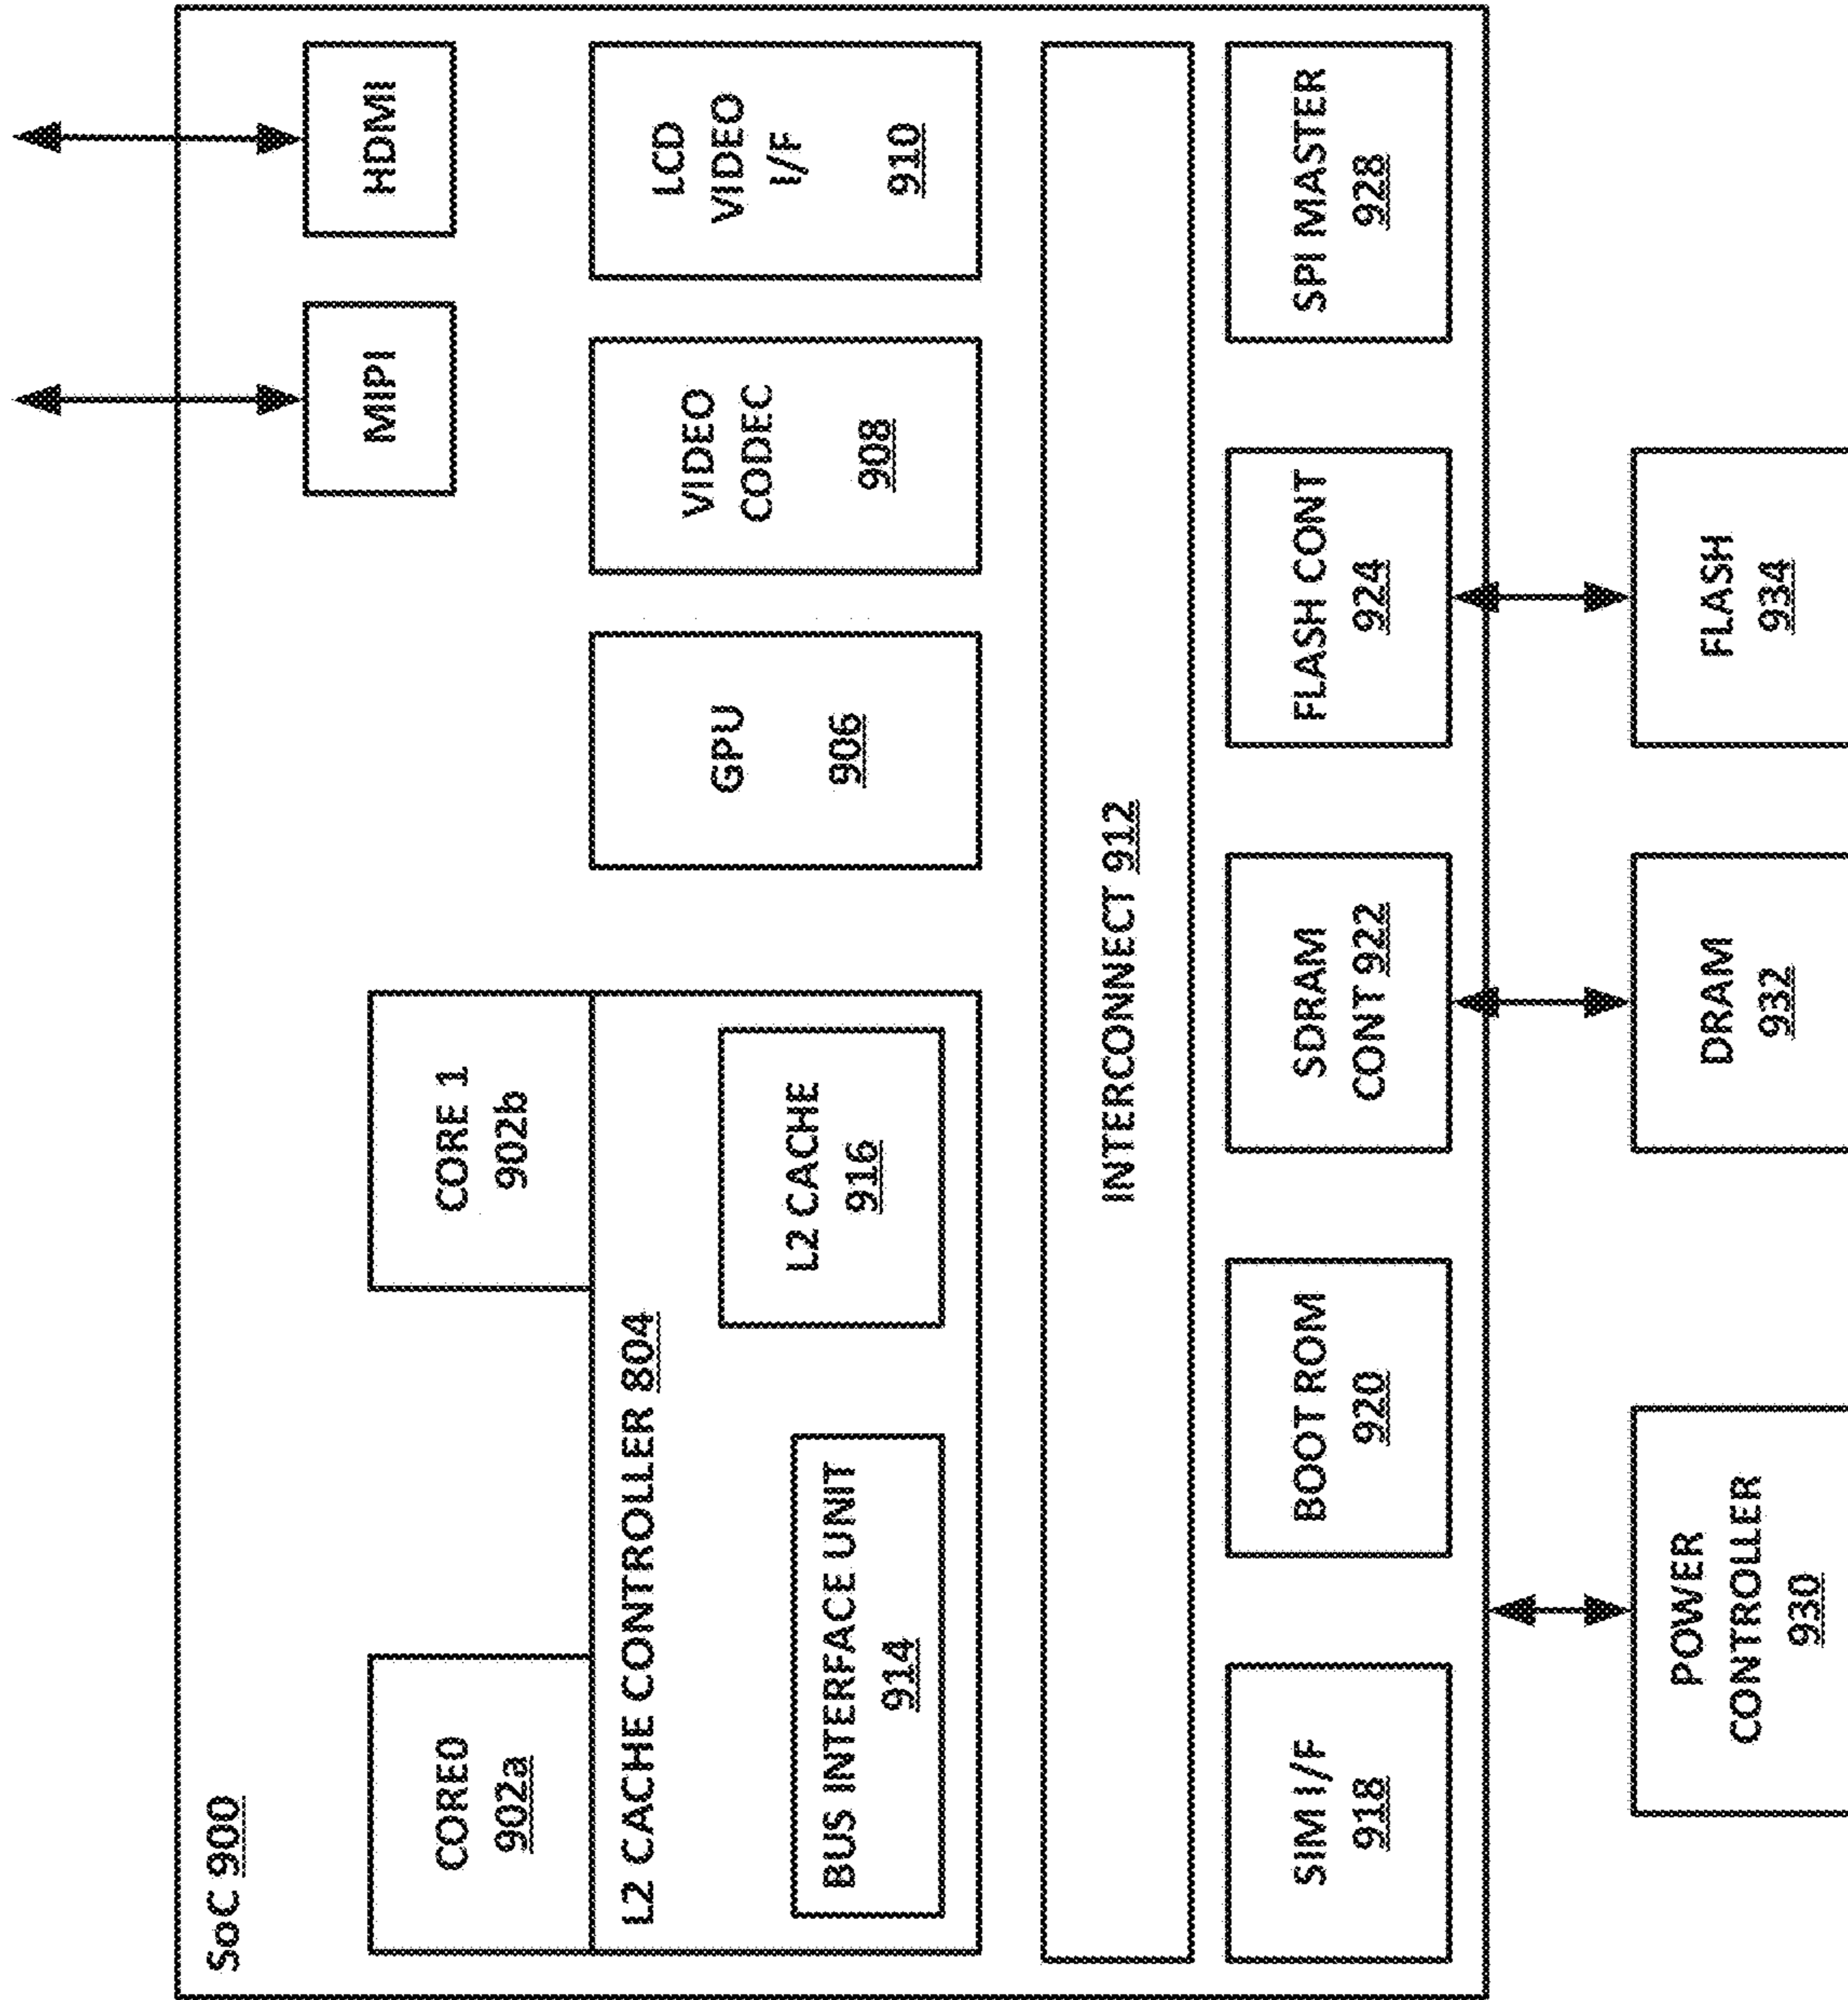 SoC 900
MIPI
HDMI
CORE0
902a
CORE 1
902b
L2 CACHE CONTROLLER 804
BUS INTERFACE UNIT
914
L2 CACHE
916
GPU
906
VIDEO
CODEC
908
LCD
VIDEO
I/F
910
INTERCONNECT 912
SIM I/F
918
BOOT ROM
920
SDRAM
CONT 922
FLASH CONT
924
SPI MASTER
928
POWER
CONTROLLER
930
DRAM
932
FLASH
934